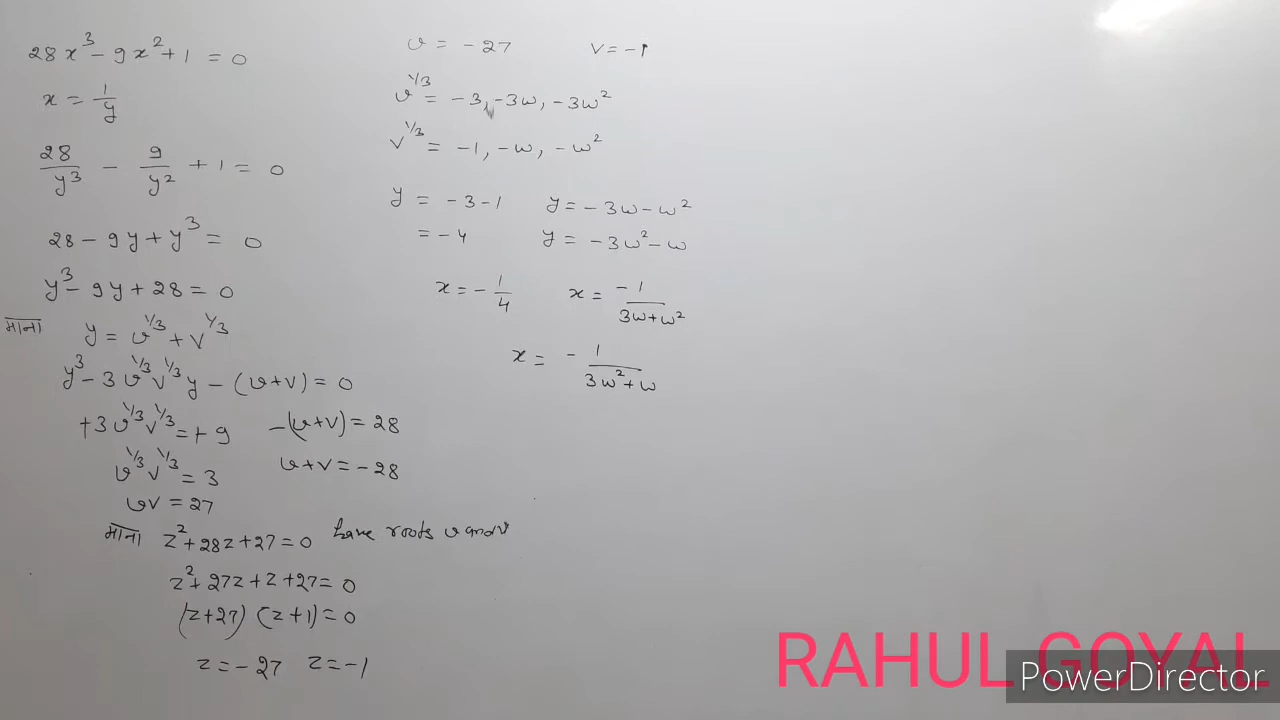 28x³ - 9x² + 1 = 0
x = 1/y
28/y³ - 9/y² + 1 = 0
28 - 9y + y³ = 0
y³ - 9y + 28 = 0
माना y = u^1/3 + v^1/3
y³ - 3u^1/3 v^1/3 y - (u+v) = 0
+3u^1/3 v^1/3 = +9 -(u+v) = 28
u^1/3 v^1/3 = 3 u+v = -28
uv = 27
माना z² + 28z + 27 = 0 have roots u and v
z² + 27z + z + 27 = 0
(z+27) (z+1) = 0
z = -27 z = -1
u = -27 v = -1
u^1/3 = -3, -3ω, -3ω²
v^1/3 = -1, -ω, -ω²
y = -3-1 y = -3ω-ω²
= -4 y = -3ω²-ω
x = -1/4 x = -1/(3ω+ω²)
x = -1/(3ω²+ω)
RAHUL GOYAL
PowerDirector